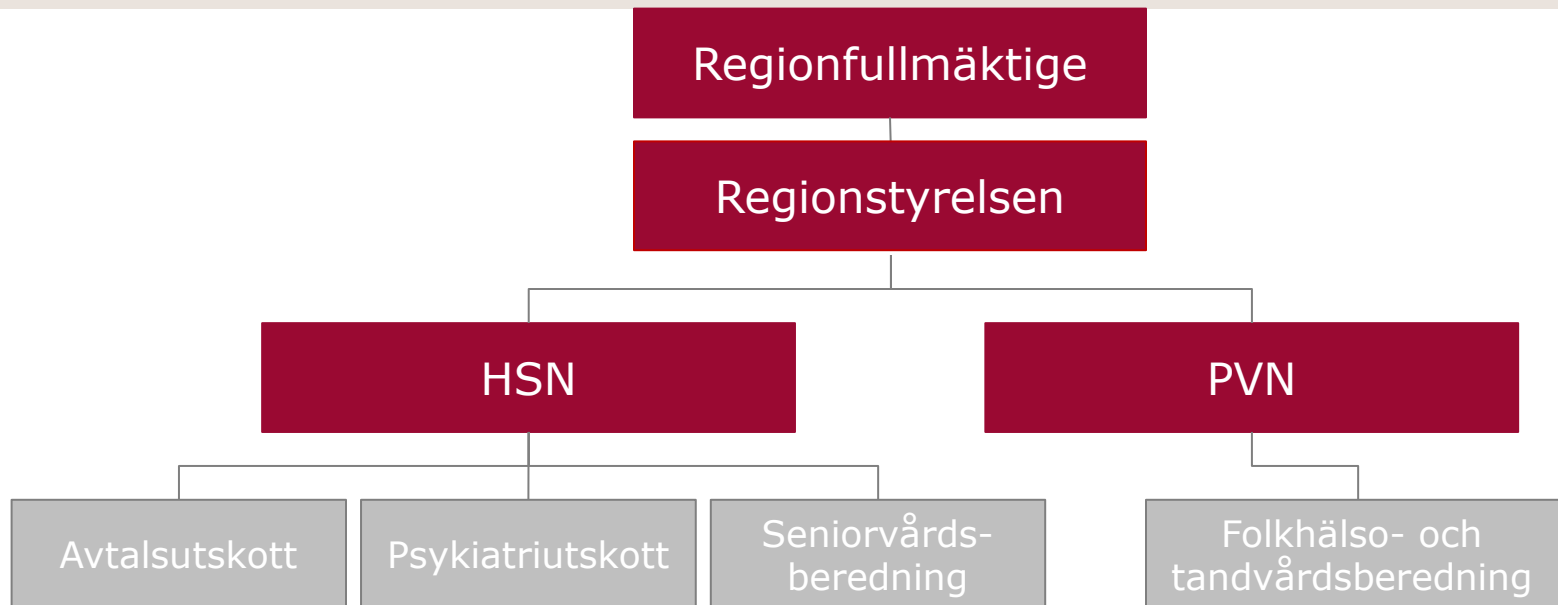 Regionfullmäktige
Regionstyrelsen
HSN
PVN
Avtalsutskott
Psykiatriutskott
Seniorvårds-
beredning
Folkhälso- och
tandvårdsberedning